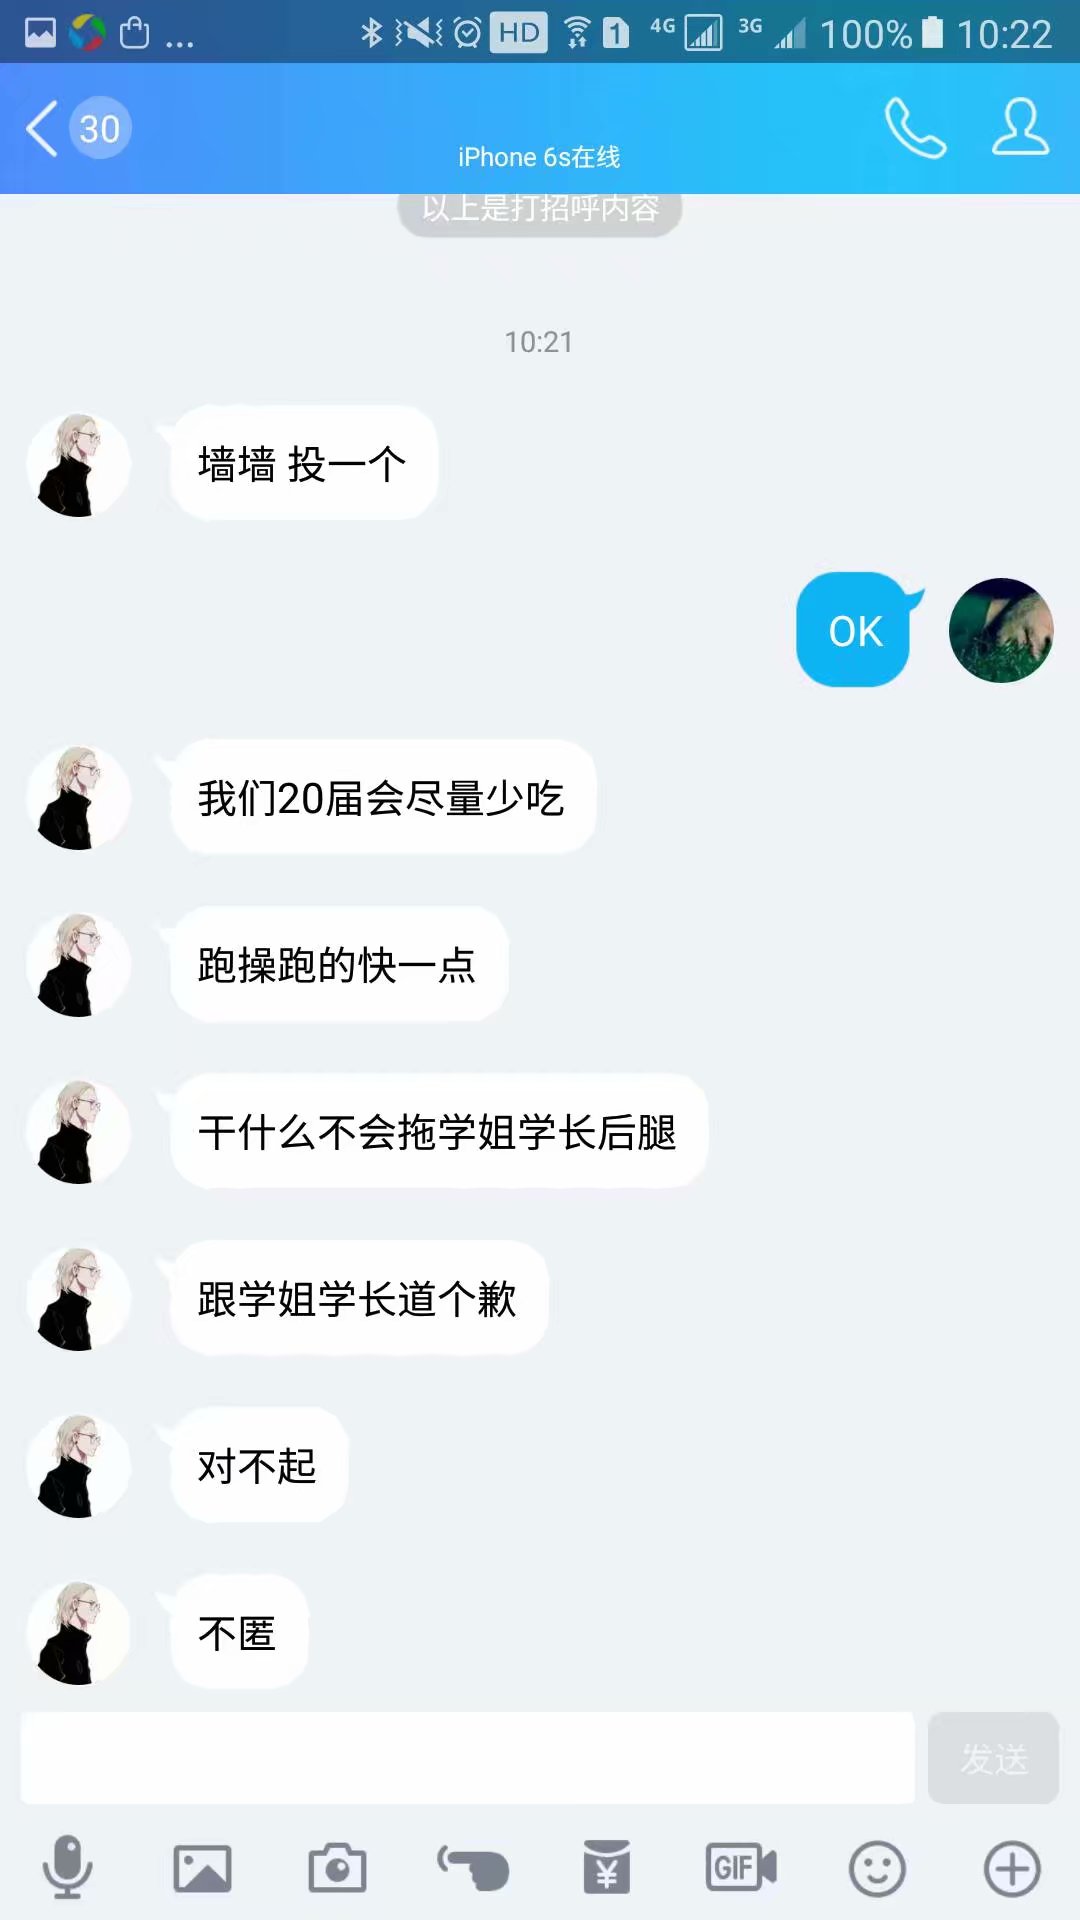 ... HD 1 4G 3G 100% 10:22
30
iPhone 6s在线
以上是打招呼内容
10:21
墙墙 投一个
OK
我们20届会尽量少吃
跑操跑的快一点
干什么不会拖学姐学长后腿
跟学姐学长道个歉
对不起
不匿
发送
¥ GIF